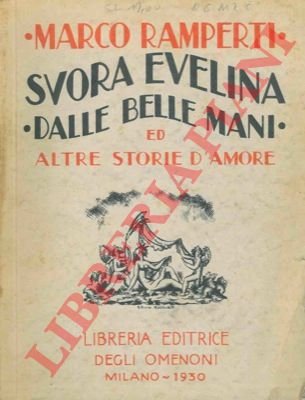 •MARCO RAMPERTI•
SVORA EVELINA
•DALLE BELLE MANI•
ED
ALTRE STORIE D'AMORE
LIBRERIA EDITRICE
DEGLI OMENONI
MILANO - 1930
LIBRERIA PIANI